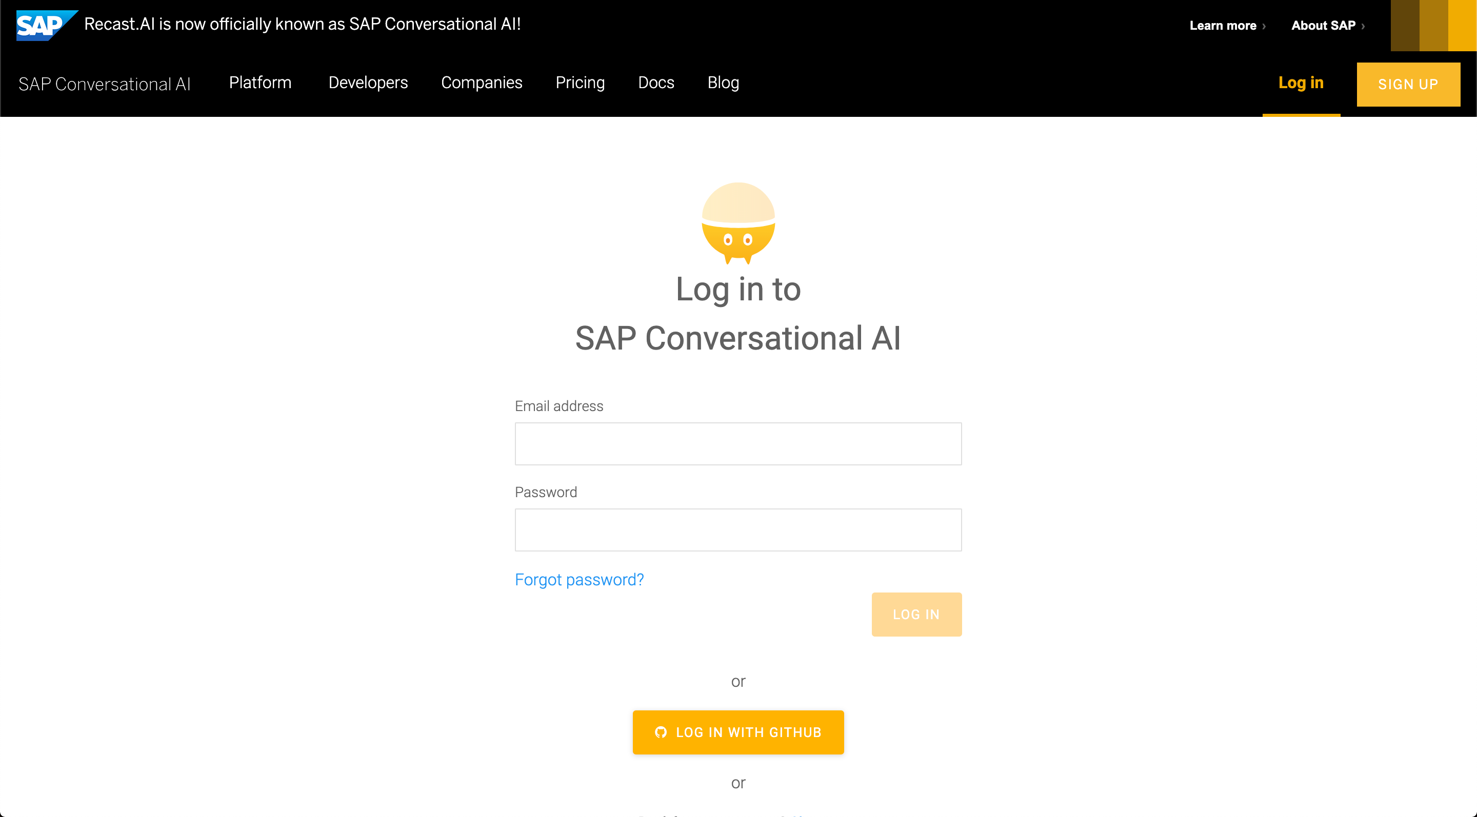 SAP Recast.AI is now officially known as SAP Conversational AI! Learn more › About SAP ›
SAP Conversational AI Platform Developers Companies Pricing Docs Blog Log in SIGN UP
Log in to
SAP Conversational AI
Email address
Password
Forgot password?
LOG IN
or
LOG IN WITH GITHUB
or